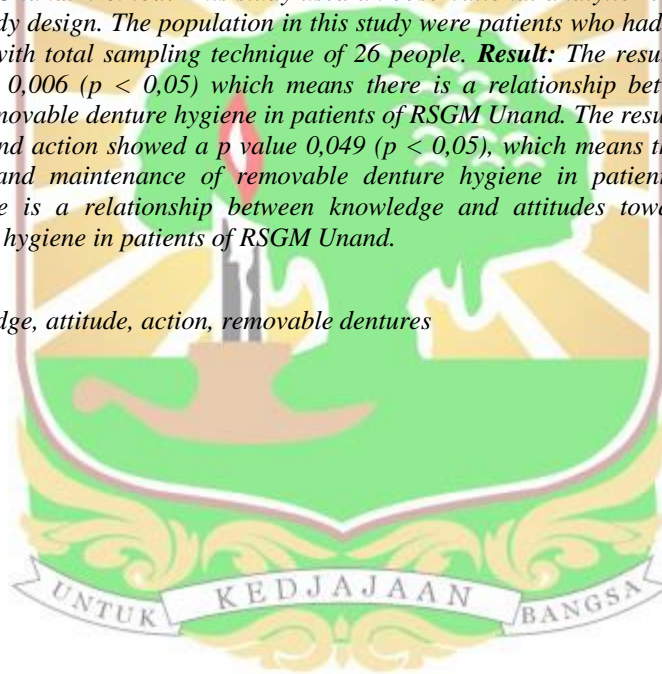 dy design. The population in this study were patients who had
with total sampling technique of 26 people. Result: The resul
0,006 (p < 0,05) which means there is a relationship bet
movable denture hygiene in patients of RSGM Unand. The resul
nd action showed a p value 0,049 (p < 0,05), which means th
and maintenance of removable denture hygiene in patien
e is a relationship between knowledge and attitudes towa
hygiene in patients of RSGM Unand.
dge, attitude, action, removable dentures
UNTUK KEDJAJAAN BANGSA